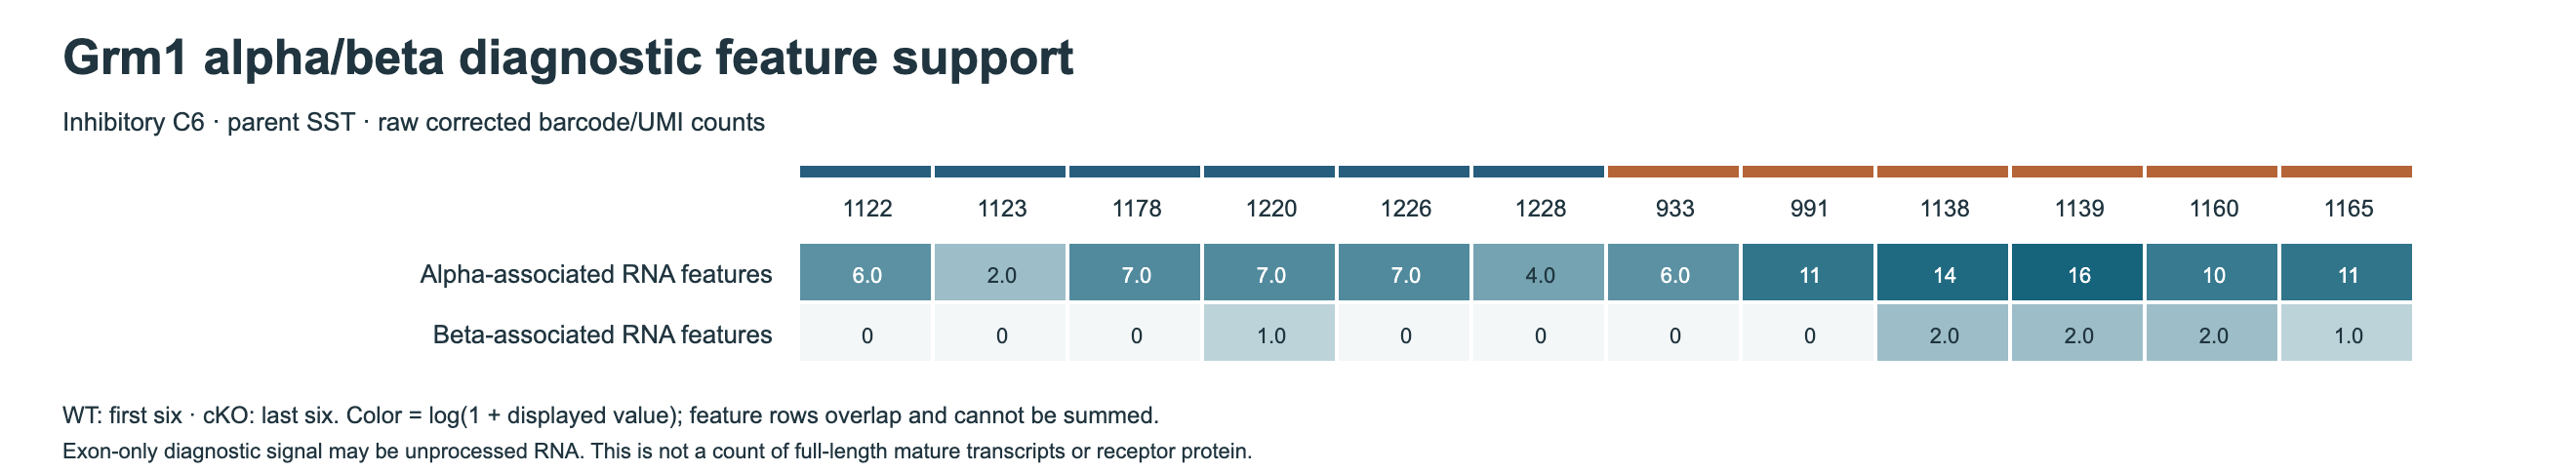 Grm1 alpha/beta diagnostic feature support
Inhibitory C6 · parent SST · raw corrected barcode/UMI counts
1122 1123 1178 1220 1226 1228 933 991 1138 1139 1160 1165
Alpha-associated RNA features 6.0 2.0 7.0 7.0 7.0 4.0 6.0 11 14 16 10 11
Beta-associated RNA features 0 0 0 1.0 0 0 0 0 2.0 2.0 2.0 1.0
WT: first six · cKO: last six. Color = log(1 + displayed value); feature rows overlap and cannot be summed.
Exon-only diagnostic signal may be unprocessed RNA. This is not a count of full-length mature transcripts or receptor protein.